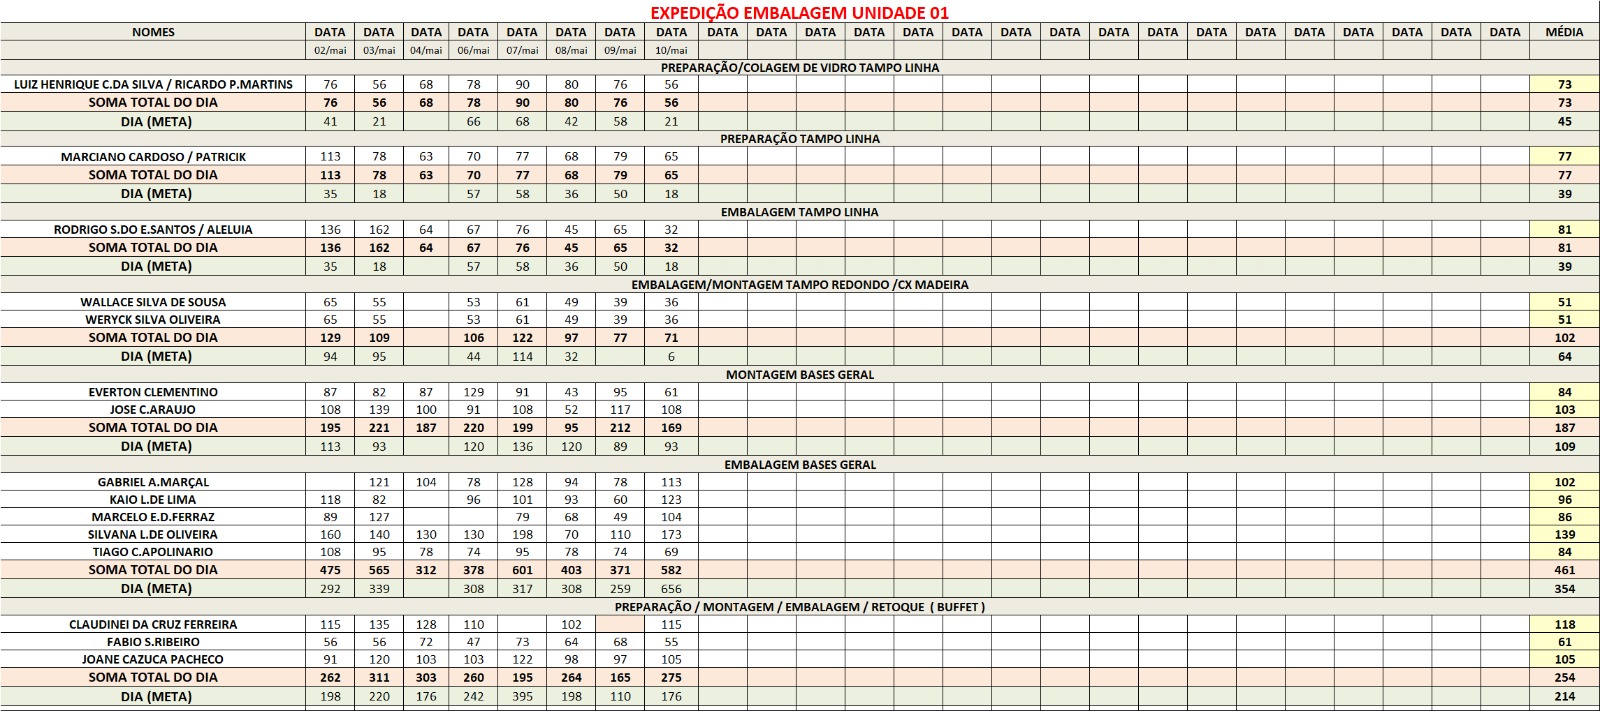 EXPEDIÇÃO EMBALAGEM UNIDADE 01
NOMES DATA DATA DATA DATA DATA DATA DATA DATA DATA DATA DATA DATA DATA DATA DATA DATA DATA DATA DATA DATA DATA DATA DATA DATA DATA MÉDIA
02/mai 03/mai 04/mai 06/mai 07/mai 08/mai 09/mai 10/mai
PREPARAÇÃO/COLAGEM DE VIDRO TAMPO LINHA
LUIZ HENRIQUE C.DA SILVA / RICARDO P.MARTINS 76 56 68 78 90 80 76 56 73
SOMA TOTAL DO DIA 76 56 68 78 90 80 76 56 73
DIA (META) 41 21 66 68 42 58 21 45
PREPARAÇÃO TAMPO LINHA
MARCIANO CARDOSO / PATRICIK 113 78 63 70 77 68 79 65 77
SOMA TOTAL DO DIA 113 78 63 70 77 68 79 65 77
DIA (META) 35 18 57 58 36 50 18 39
EMBALAGEM TAMPO LINHA
RODRIGO S.DO E.SANTOS / ALELUIA 136 162 64 67 76 45 65 32 81
SOMA TOTAL DO DIA 136 162 64 67 76 45 65 32 81
DIA (META) 35 18 57 58 36 50 18 39
EMBALAGEM/MONTAGEM TAMPO REDONDO /CX MADEIRA
WALLACE SILVA DE SOUSA 65 55 53 61 49 39 36 51
WERYCK SILVA OLIVEIRA 65 55 53 61 49 39 36 51
SOMA TOTAL DO DIA 129 109 106 122 97 77 71 102
DIA (META) 94 95 44 114 32 6 64
MONTAGEM BASES GERAL
EVERTON CLEMENTINO 87 82 87 129 91 43 95 61 84
JOSE C.ARAUJO 108 139 100 91 108 52 117 108 103
SOMA TOTAL DO DIA 195 221 187 220 199 95 212 169 187
DIA (META) 113 93 120 136 120 89 93 109
EMBALAGEM BASES GERAL
GABRIEL A.MARÇAL 121 104 78 128 94 78 113 102
KAIO L.DE LIMA 118 82 96 101 93 60 123 96
MARCELO E.D.FERRAZ 89 127 79 68 49 104 86
SILVANA L.DE OLIVEIRA 160 140 130 130 198 70 110 173 139
TIAGO C.APOLINARIO 108 95 78 74 95 78 74 69 84
SOMA TOTAL DO DIA 475 565 312 378 601 403 371 582 461
DIA (META) 292 339 308 317 308 259 656 354
PREPARAÇÃO / MONTAGEM / EMBALAGEM / RETOQUE ( BUFFET )
CLAUDINEI DA CRUZ FERREIRA 115 135 128 110 102 115 118
FABIO S.RIBEIRO 56 56 72 47 73 64 68 55 61
JOANE CAZUCA PACHECO 91 120 103 103 122 98 97 105 105
SOMA TOTAL DO DIA 262 311 303 260 195 264 165 275 254
DIA (META) 198 220 176 242 395 198 110 176 214